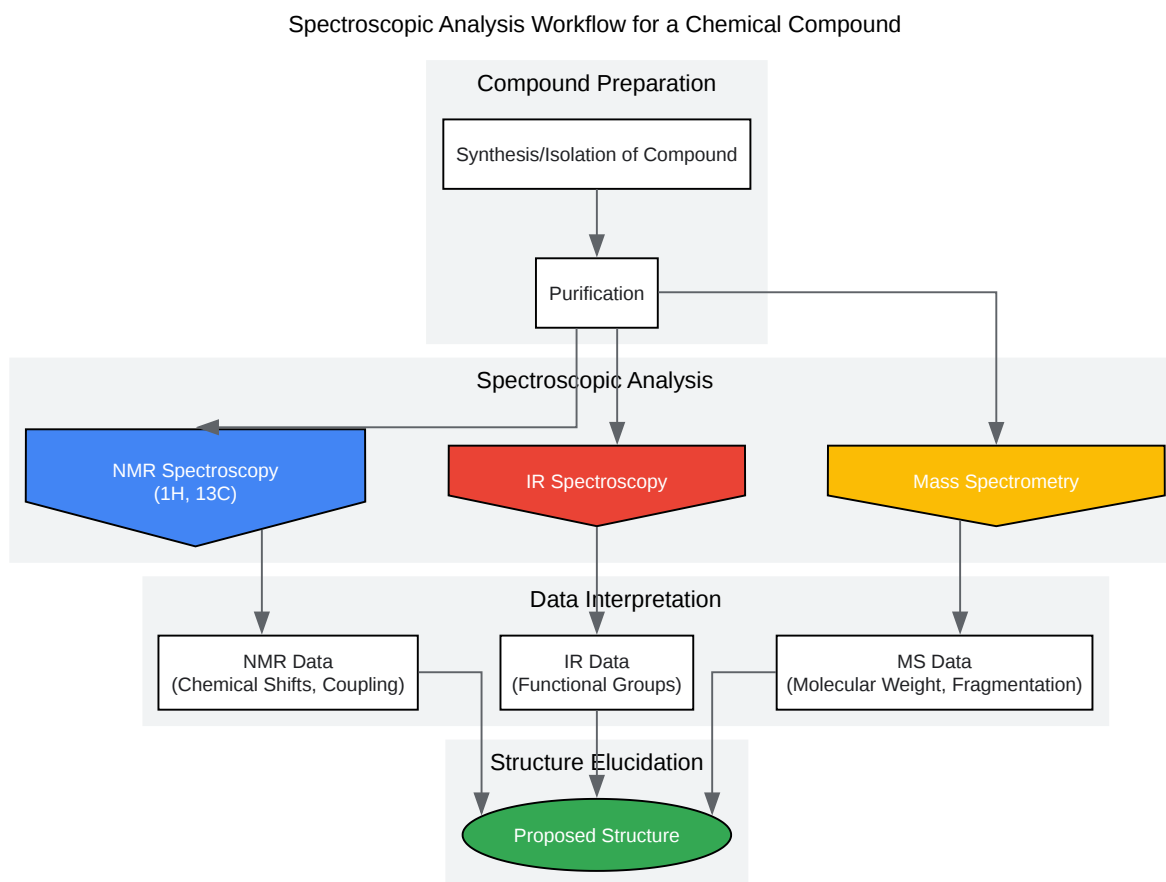 Spectroscopic Analysis Workflow for a Chemical Compound
Compound Preparation
Synthesis/Isolation of Compound
Purification
Spectroscopic Analysis
NMR Spectroscopy
(1H, 13C)
IR Spectroscopy
Mass Spectrometry
Data Interpretation
NMR Data
(Chemical Shifts, Coupling)
IR Data
(Functional Groups)
MS Data
(Molecular Weight, Fragmentation)
Structure Elucidation
Proposed Structure